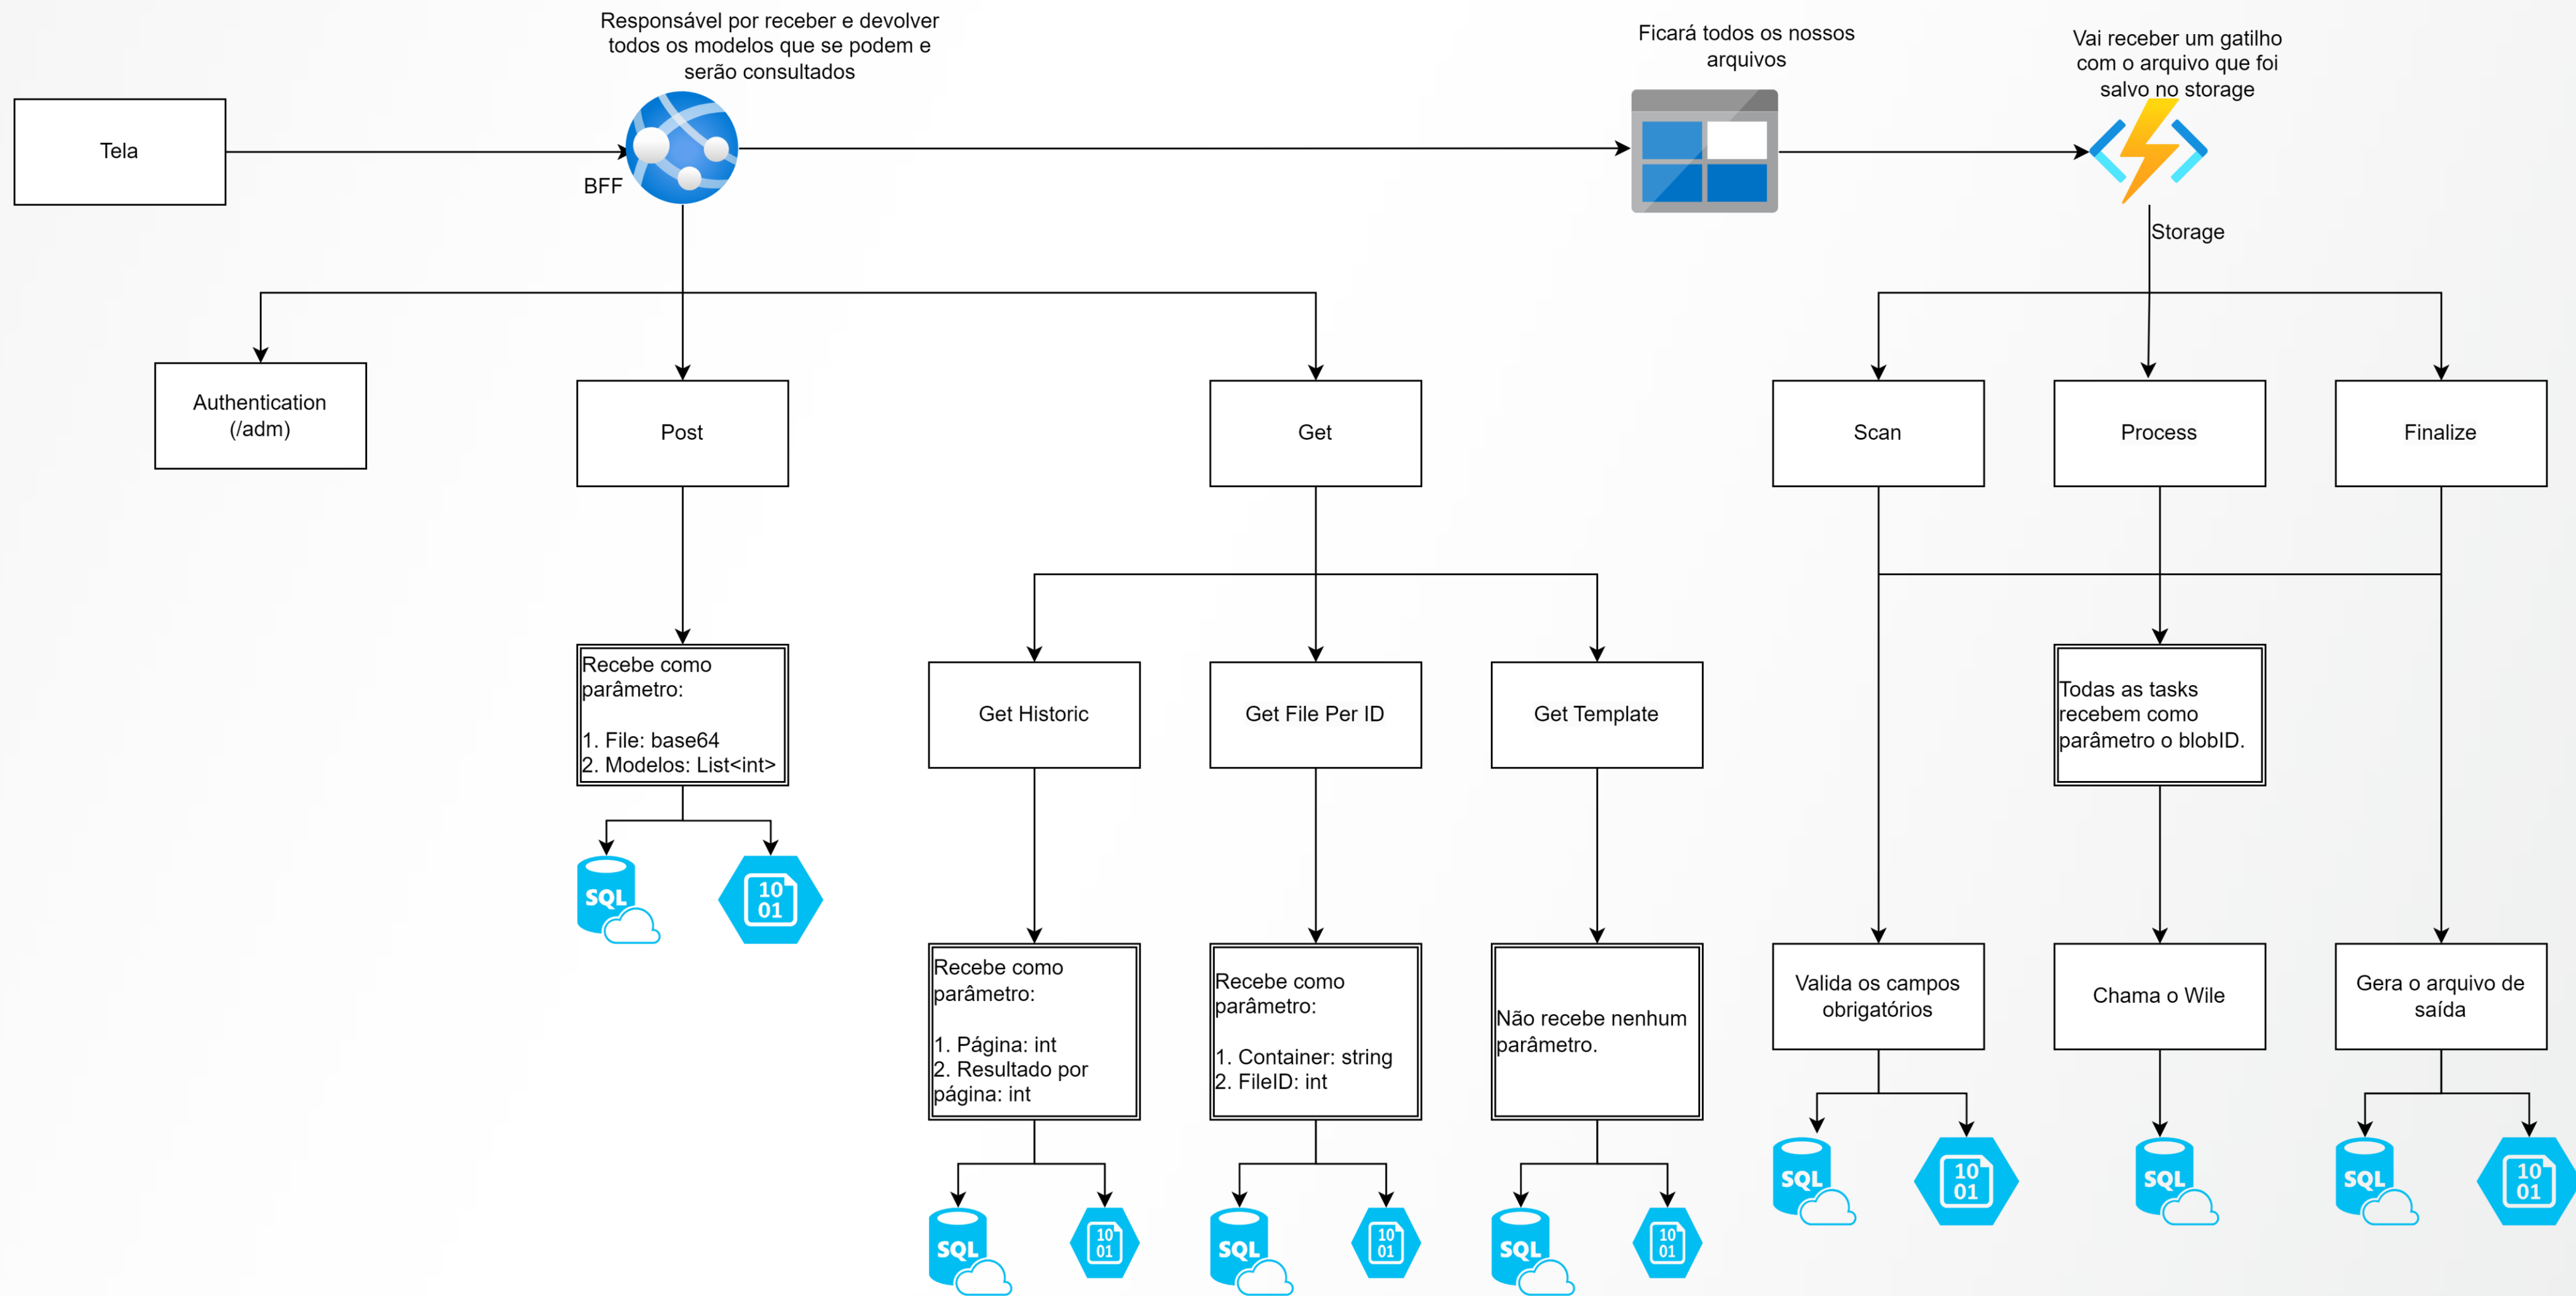 Responsável por receber e devolver
todos os modelos que se podem e
serão consultados
Ficará todos os nossos
arquivos
Vai receber um gatilho
com o arquivo que foi
salvo no storage
Tela
BFF
Storage
Authentication
(/adm)
Post
Get
Scan
Process
Finalize
Recebe como
parâmetro:
1. File: base64
2. Modelos: List<int>
Get Historic
Get File Per ID
Get Template
Todas as tasks
recebem como
parâmetro o blobID.
SQL
10
01
Recebe como
parâmetro:
1. Página: int
2. Resultado por
página: int
Recebe como
parâmetro:
1. Container: string
2. FileID: int
Não recebe nenhum
parâmetro.
Valida os campos
obrigatórios
Chama o Wile
Gera o arquivo de
saída
SQL
10
01
SQL
SQL
10
01
SQL
10
01
SQL
10
01
SQL
10
01